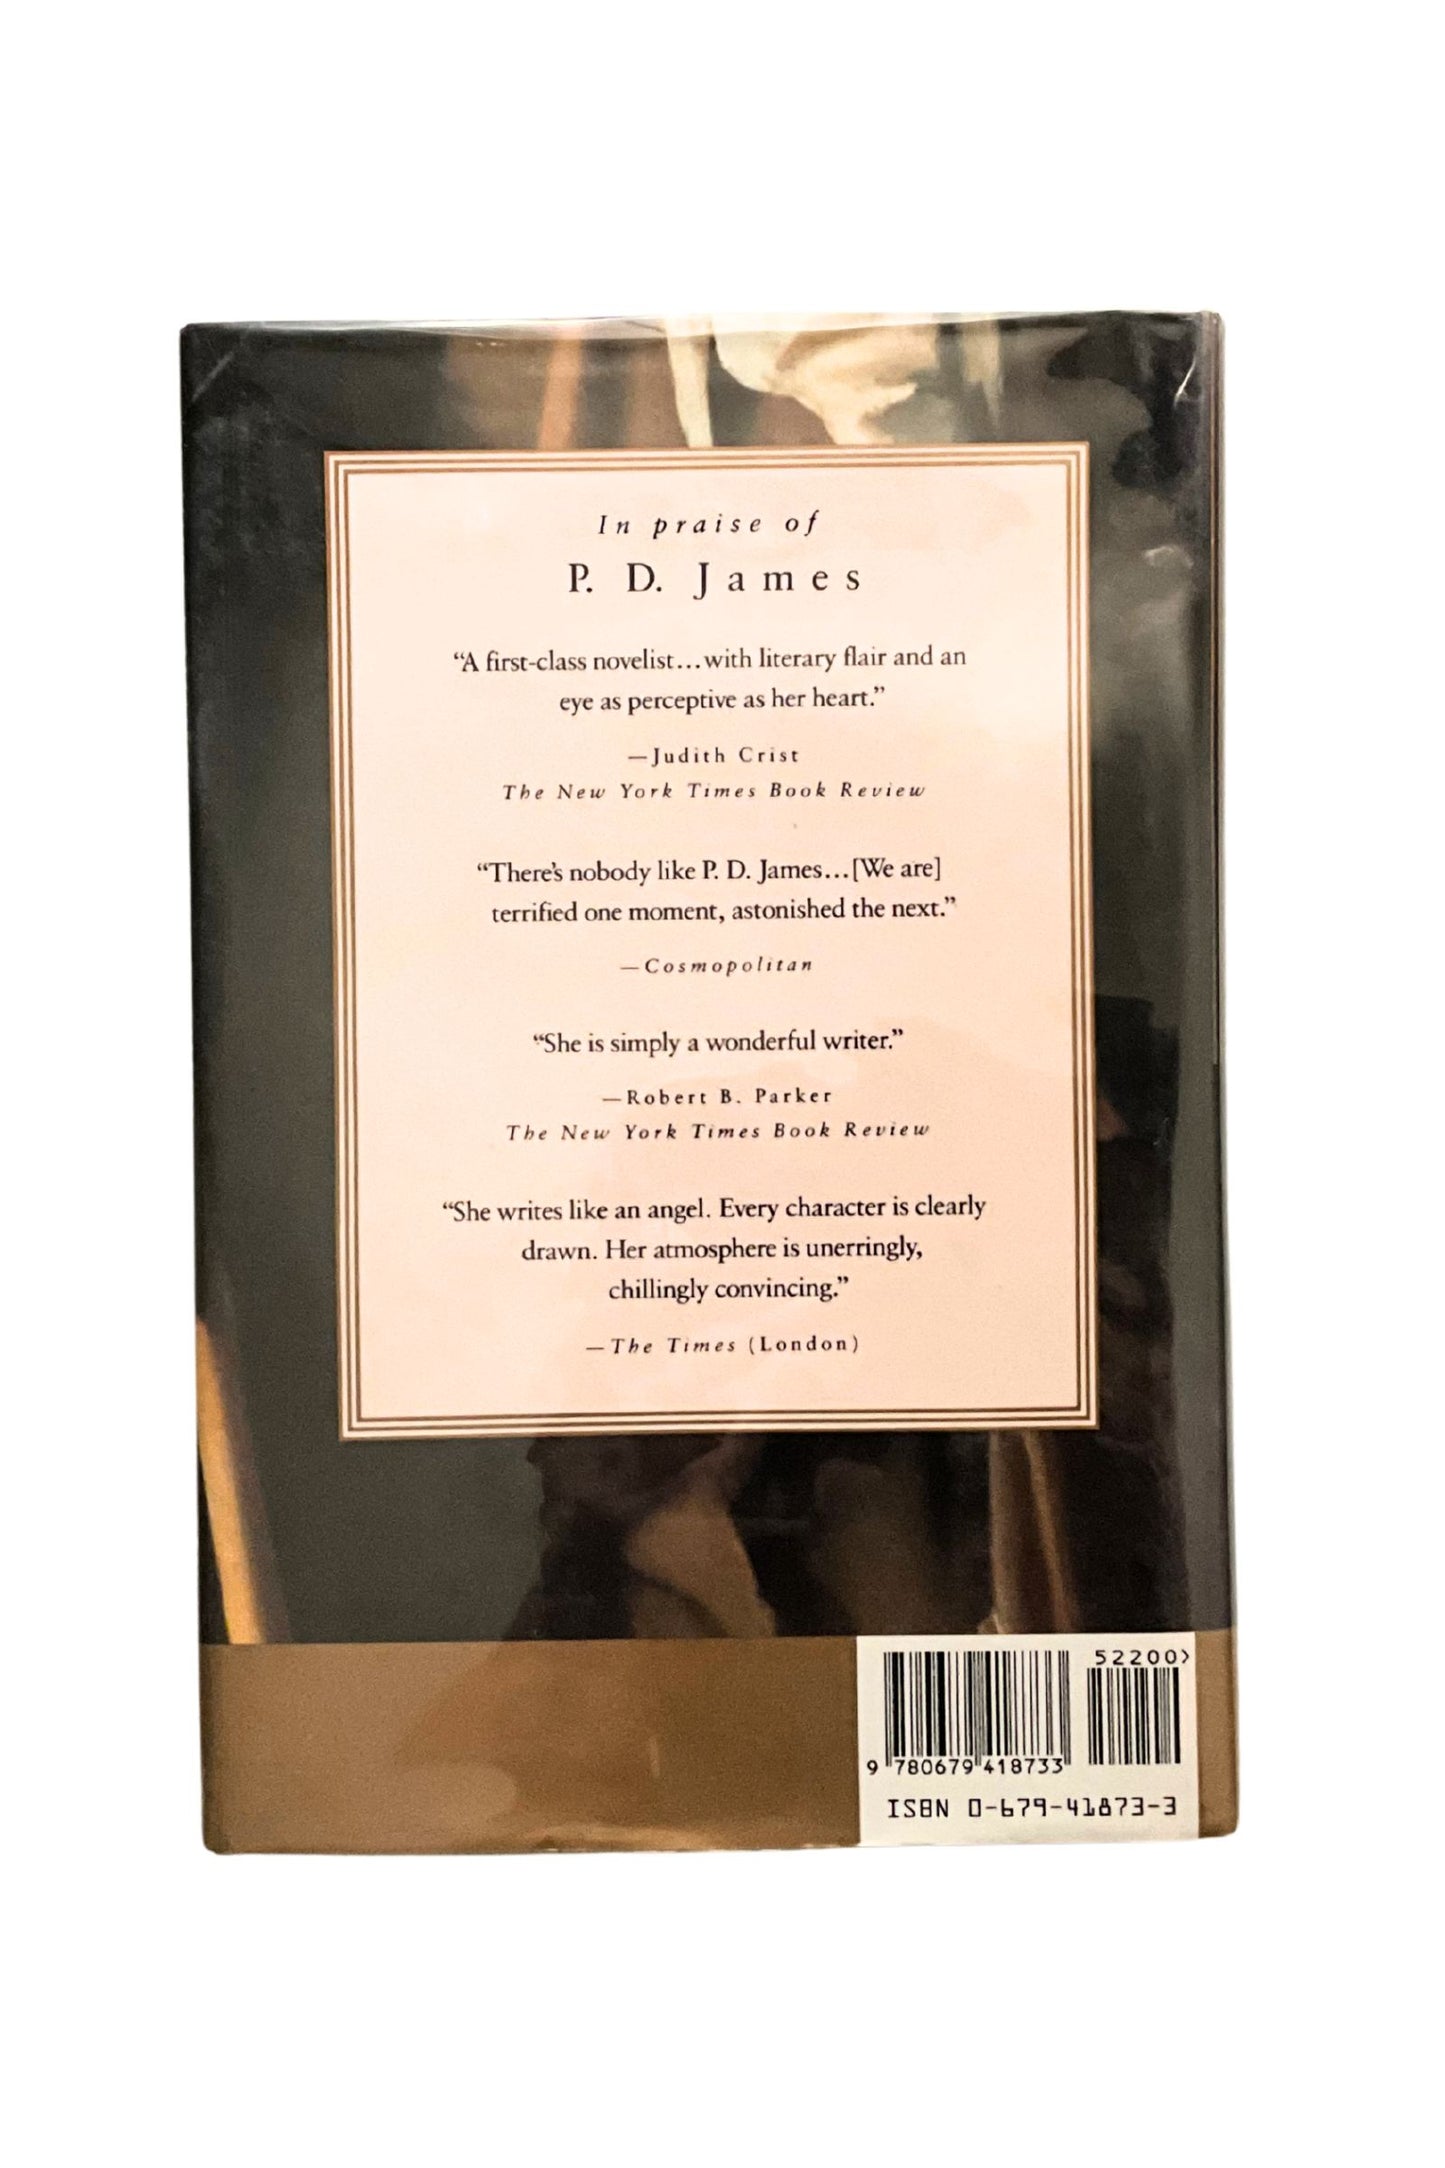 In praise of
P. D. James
“A first-class novelist...with literary flair and an
eye as perceptive as her heart.”
—Judith Crist
The New York Times Book Review
“There's nobody like P. D. James...[We are]
terrified one moment, astonished the next.”
—Cosmopolitan
“She is simply a wonderful writer.”
—Robert B. Parker
The New York Times Book Review
“She writes like an angel. Every character is clearly
drawn. Her atmosphere is unerringly,
chillingly convincing.”
—The Times (London)
52200>
9 780679 418733
ISBN 0-679-41873-3